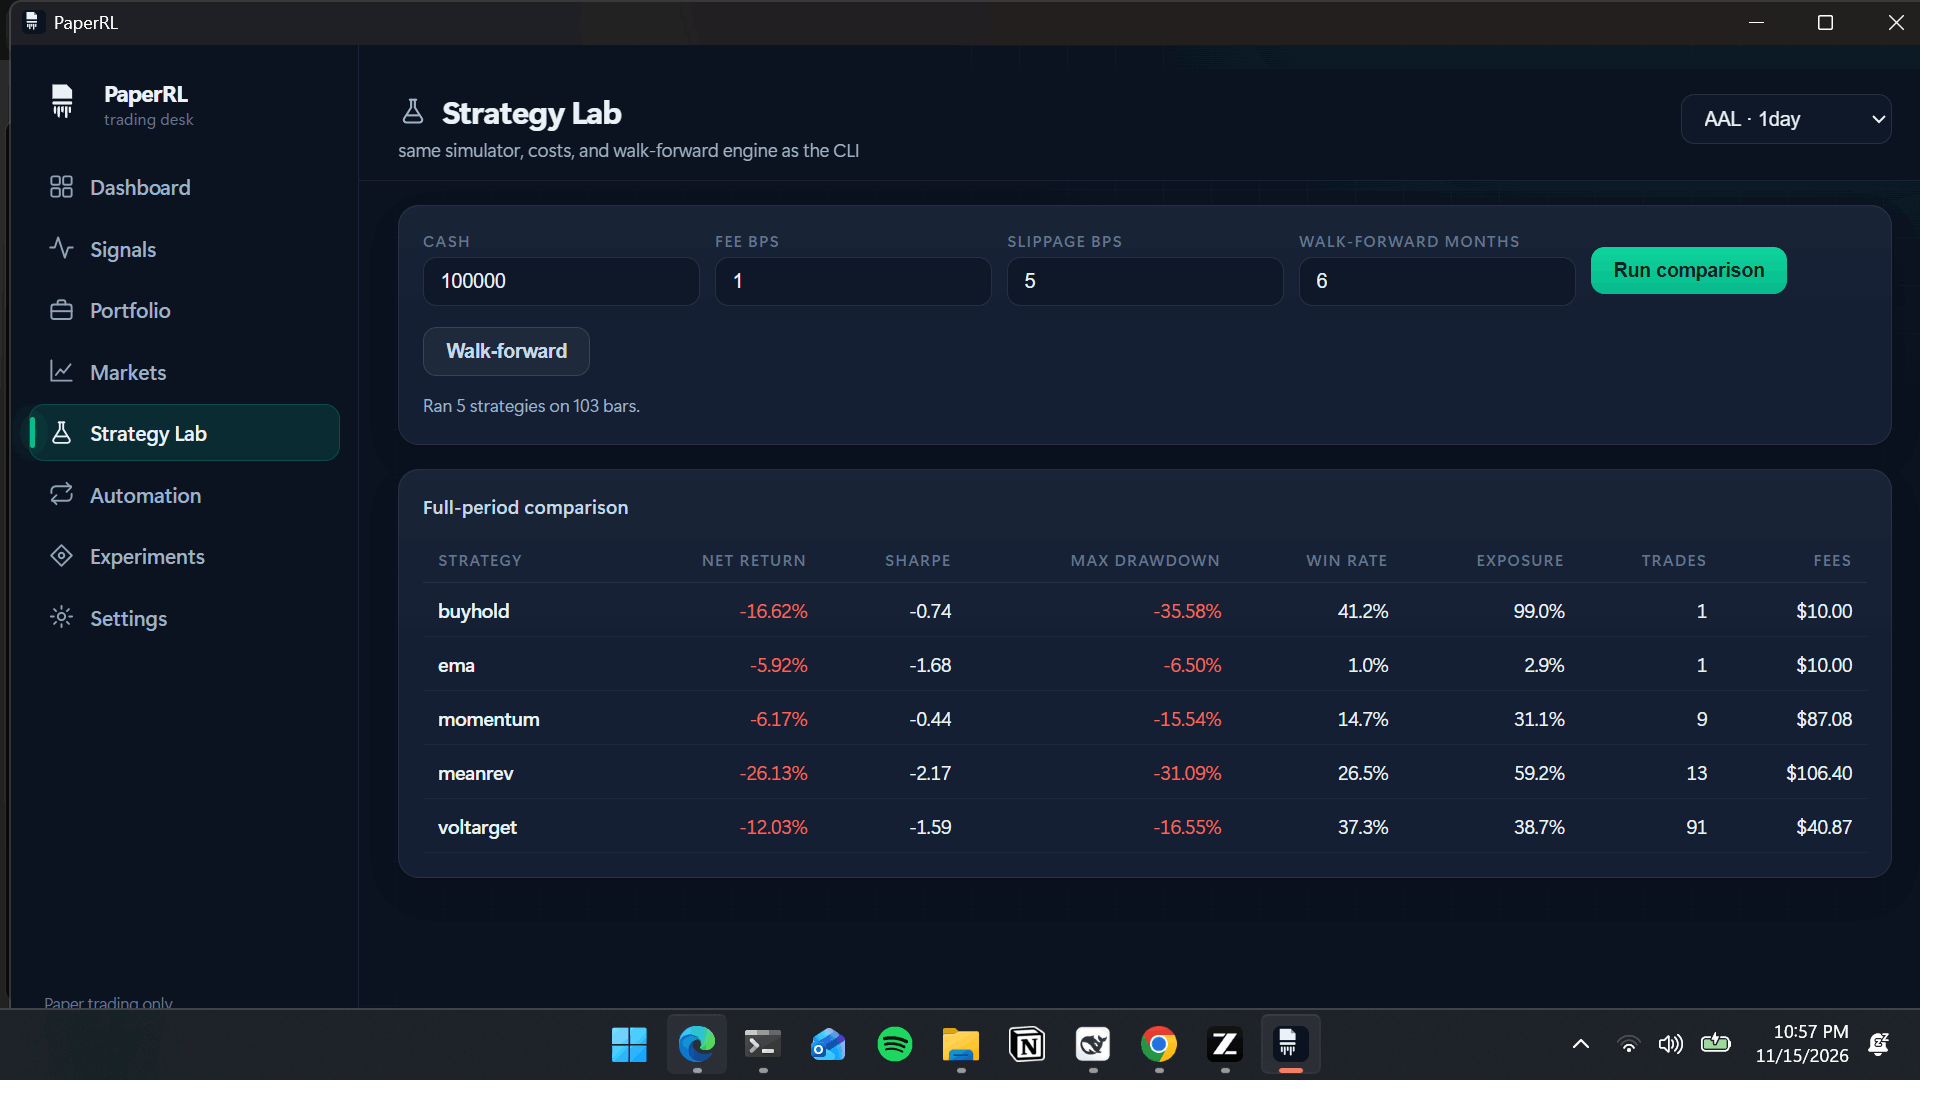 PaperRL
PaperRL
trading desk
Dashboard
Signals
Portfolio
Markets
Strategy Lab
Automation
Experiments
Settings
Paper trading only
Strategy Lab
same simulator, costs, and walk-forward engine as the CLI
AAL · 1day
CASH FEE BPS SLIPPAGE BPS WALK-FORWARD MONTHS
100000 1 5 6 Run comparison
Walk-forward
Ran 5 strategies on 103 bars.
Full-period comparison
STRATEGY NET RETURN SHARPE MAX DRAWDOWN WIN RATE EXPOSURE TRADES FEES
buyhold -16.62% -0.74 -35.58% 41.2% 99.0% 1 $10.00
ema -5.92% -1.68 -6.50% 1.0% 2.9% 1 $10.00
momentum -6.17% -0.44 -15.54% 14.7% 31.1% 9 $87.08
meanrev -26.13% -2.17 -31.09% 26.5% 59.2% 13 $106.40
voltarget -12.03% -1.59 -16.55% 37.3% 38.7% 91 $40.87
10:57 PM
11/15/2026